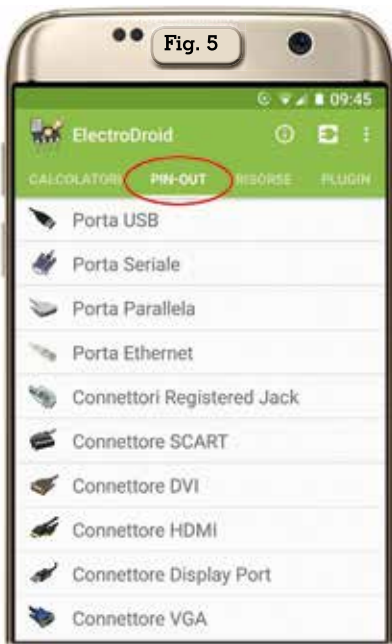 Fig. 5
09:45
ElectroDroid
CALCOLATORI PIN-OUT RISORSE PLUGIN
Porta USB
Porta Seriale
Porta Parallela
Porta Ethernet
Connettori Registered Jack
Connettore SCART
Connettore DVI
Connettore HDMI
Connettore Display Port
Connettore VGA